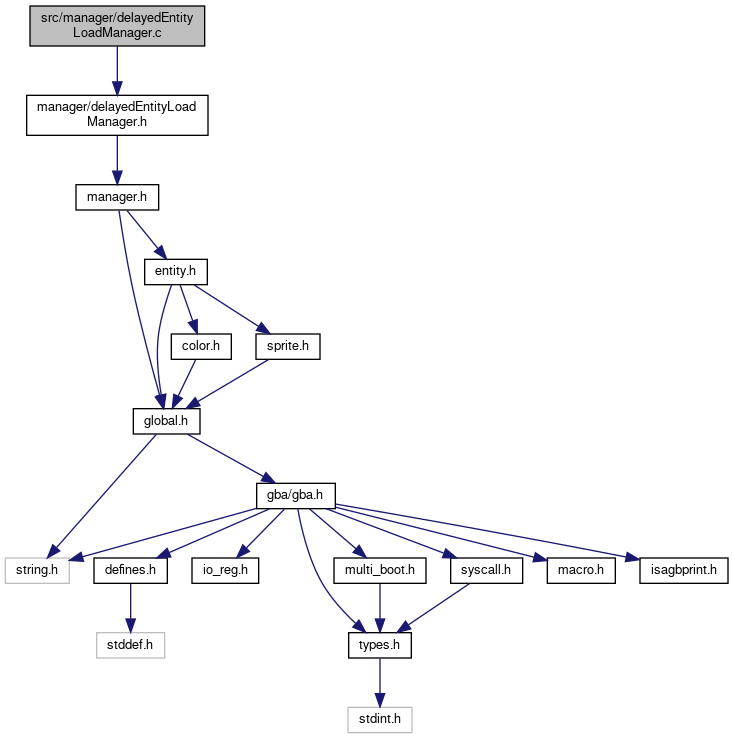 src/manager/delayedEntity
LoadManager.c
manager/delayedEntityLoad
Manager.h
manager.h
entity.h
color.h
sprite.h
global.h
gba/gba.h
string.h
defines.h
io_reg.h
multi_boot.h
syscall.h
macro.h
isagbprint.h
stddef.h
types.h
stdint.h